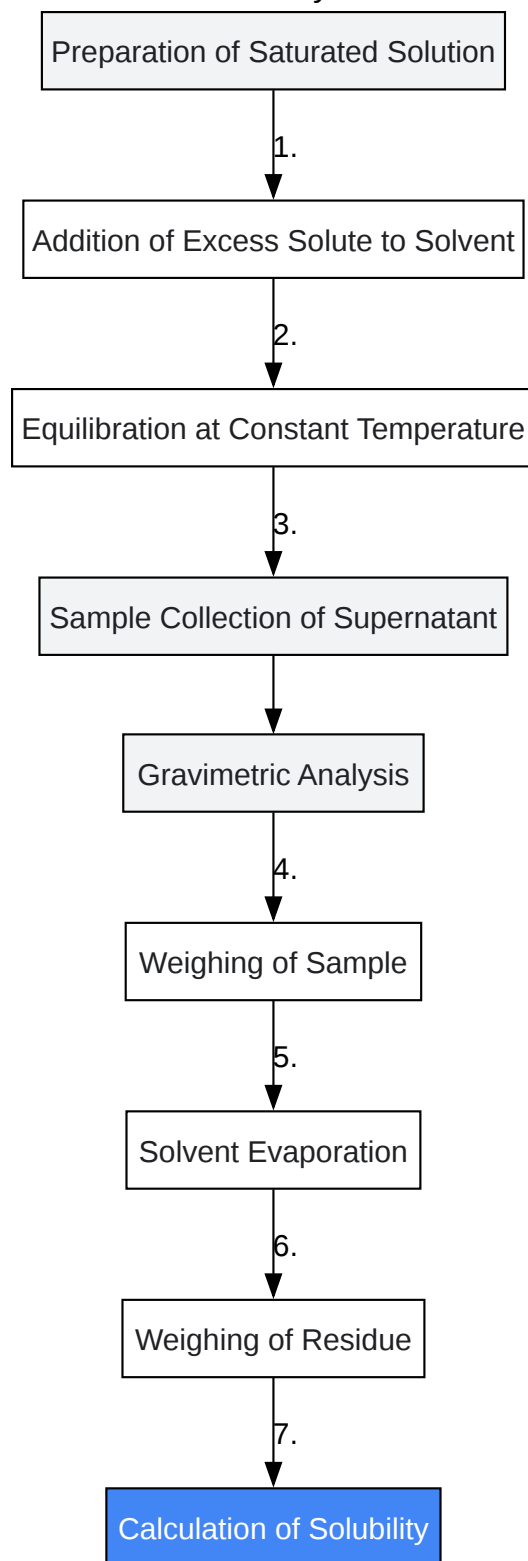 Preparation of Saturated Solution
1.
Addition of Excess Solute to Solvent
2.
Equilibration at Constant Temperature
3.
Sample Collection of Supernatant
Gravimetric Analysis
4.
Weighing of Sample
5.
Solvent Evaporation
6.
Weighing of Residue
7.
Calculation of Solubility